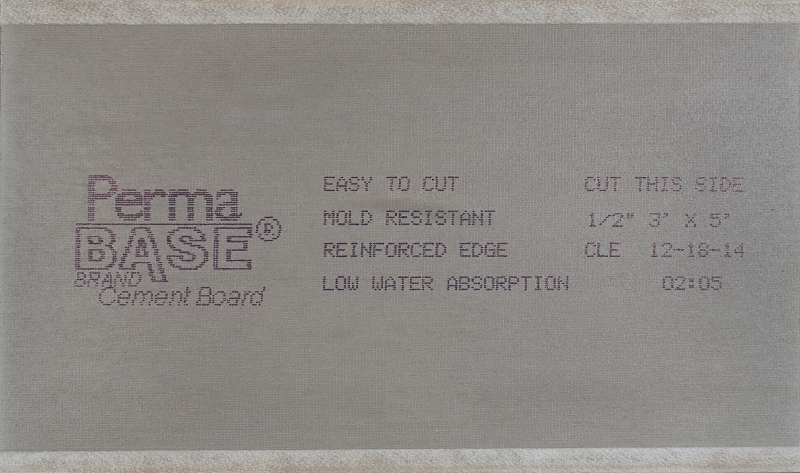 Perma
BASE®
BRAND
Cement Board
EASY TO CUT
MOLD RESISTANT
REINFORCED EDGE
LOW WATER ABSORPTION
CUT THIS SIDE
1/2" 3' X 5'
CLE 12-18-14
02:05